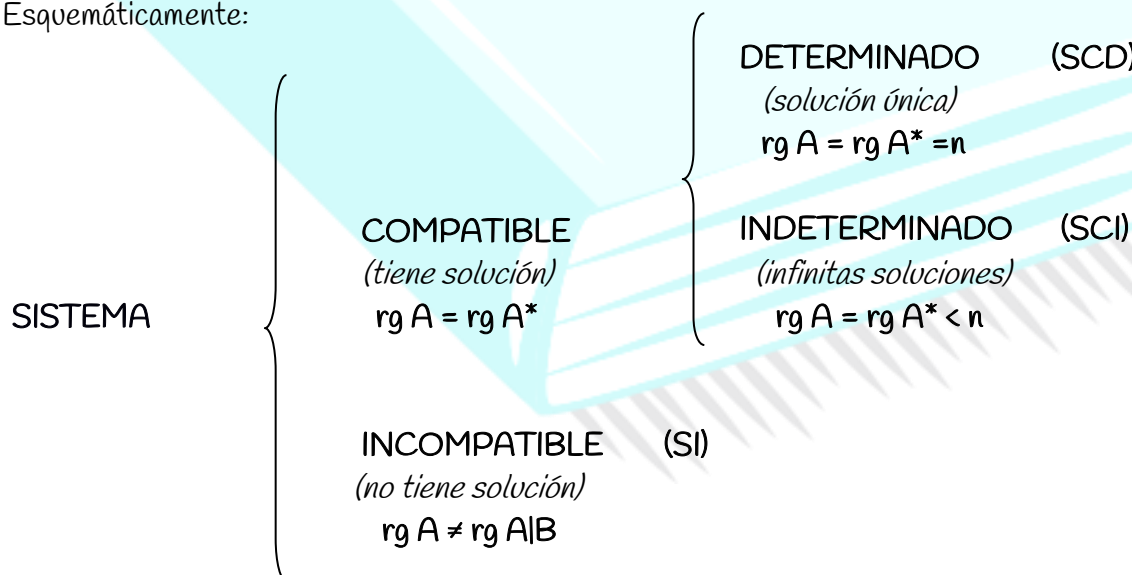 Esquemáticamente:
SISTEMA
COMPATIBLE
(tiene solución)
rg A = rg A*
DETERMINADO (SCD)
(solución única)
rg A = rg A* =n
INDETERMINADO (SCI)
(infinitas soluciones)
rg A = rg A* < n
INCOMPATIBLE (SI)
(no tiene solución)
rg A ≠ rg A|B